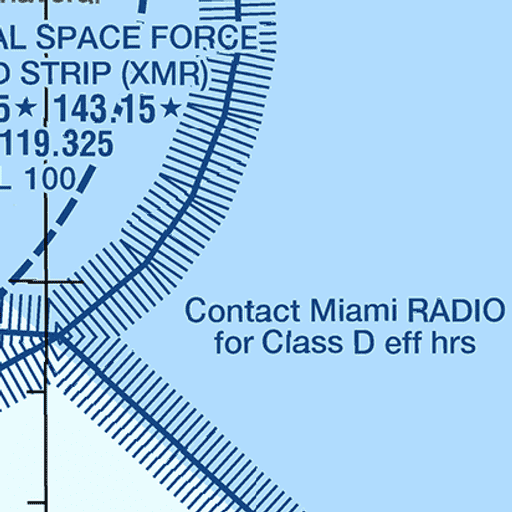 AL SPACE FORCE
D STRIP (XMR)
5★ 143.15★
119.325
L 100
Contact Miami RADIO
for Class D eff hrs